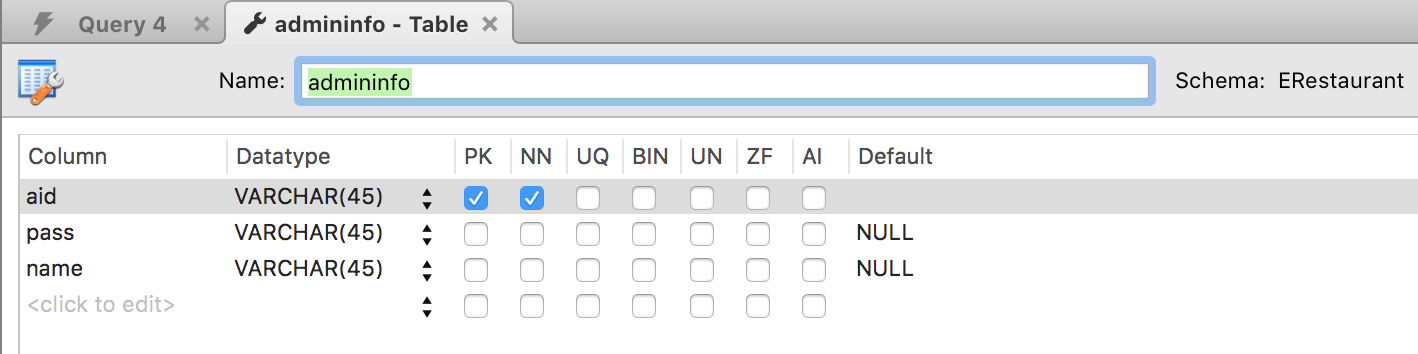 Query 4 admininfo - Table
Name: admininfo Schema: ERestaurant
Column Datatype PK NN UQ BIN UN ZF AI Default
aid VARCHAR(45)
pass VARCHAR(45) NULL
name VARCHAR(45) NULL
<click to edit>